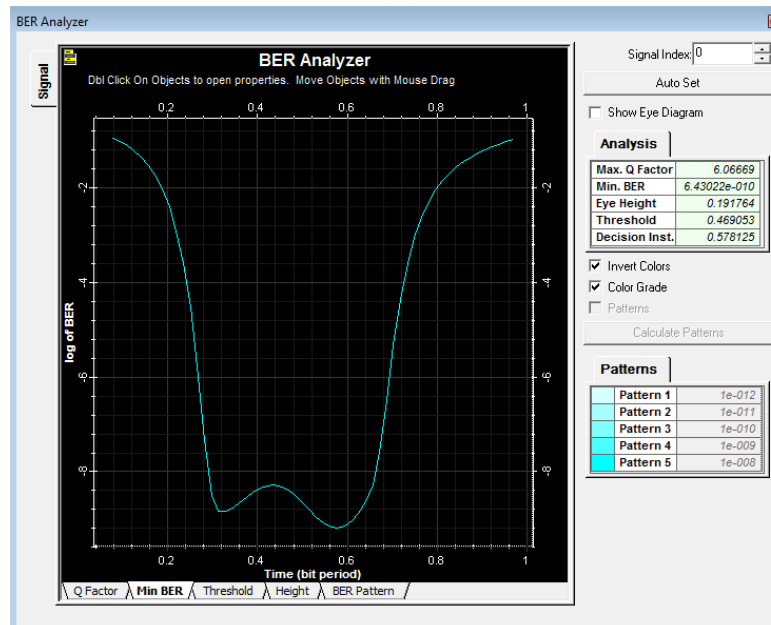 BER Analyzer
Signal
BER Analyzer
Dbl Click On Objects to open properties. Move Objects with Mouse Drag
0.2 0.4 0.6 0.8 1
-2 -2
-4 -4
-6 -6
-8 -8
log of BER
0.2 0.4 0.6 0.8 1
Time (bit period)
Q Factor Min BER Threshold Height BER Pattern
Signal Index: 0
Auto Set
Show Eye Diagram
Analysis
Max. Q Factor 6.06669
Min. BER 6.43022e-010
Eye Height 0.191764
Threshold 0.469053
Decision Inst. 0.578125
Invert Colors
Color Grade
Patterns
Calculate Patterns
Patterns
Pattern 1 1e-012
Pattern 2 1e-011
Pattern 3 1e-010
Pattern 4 1e-009
Pattern 5 1e-008